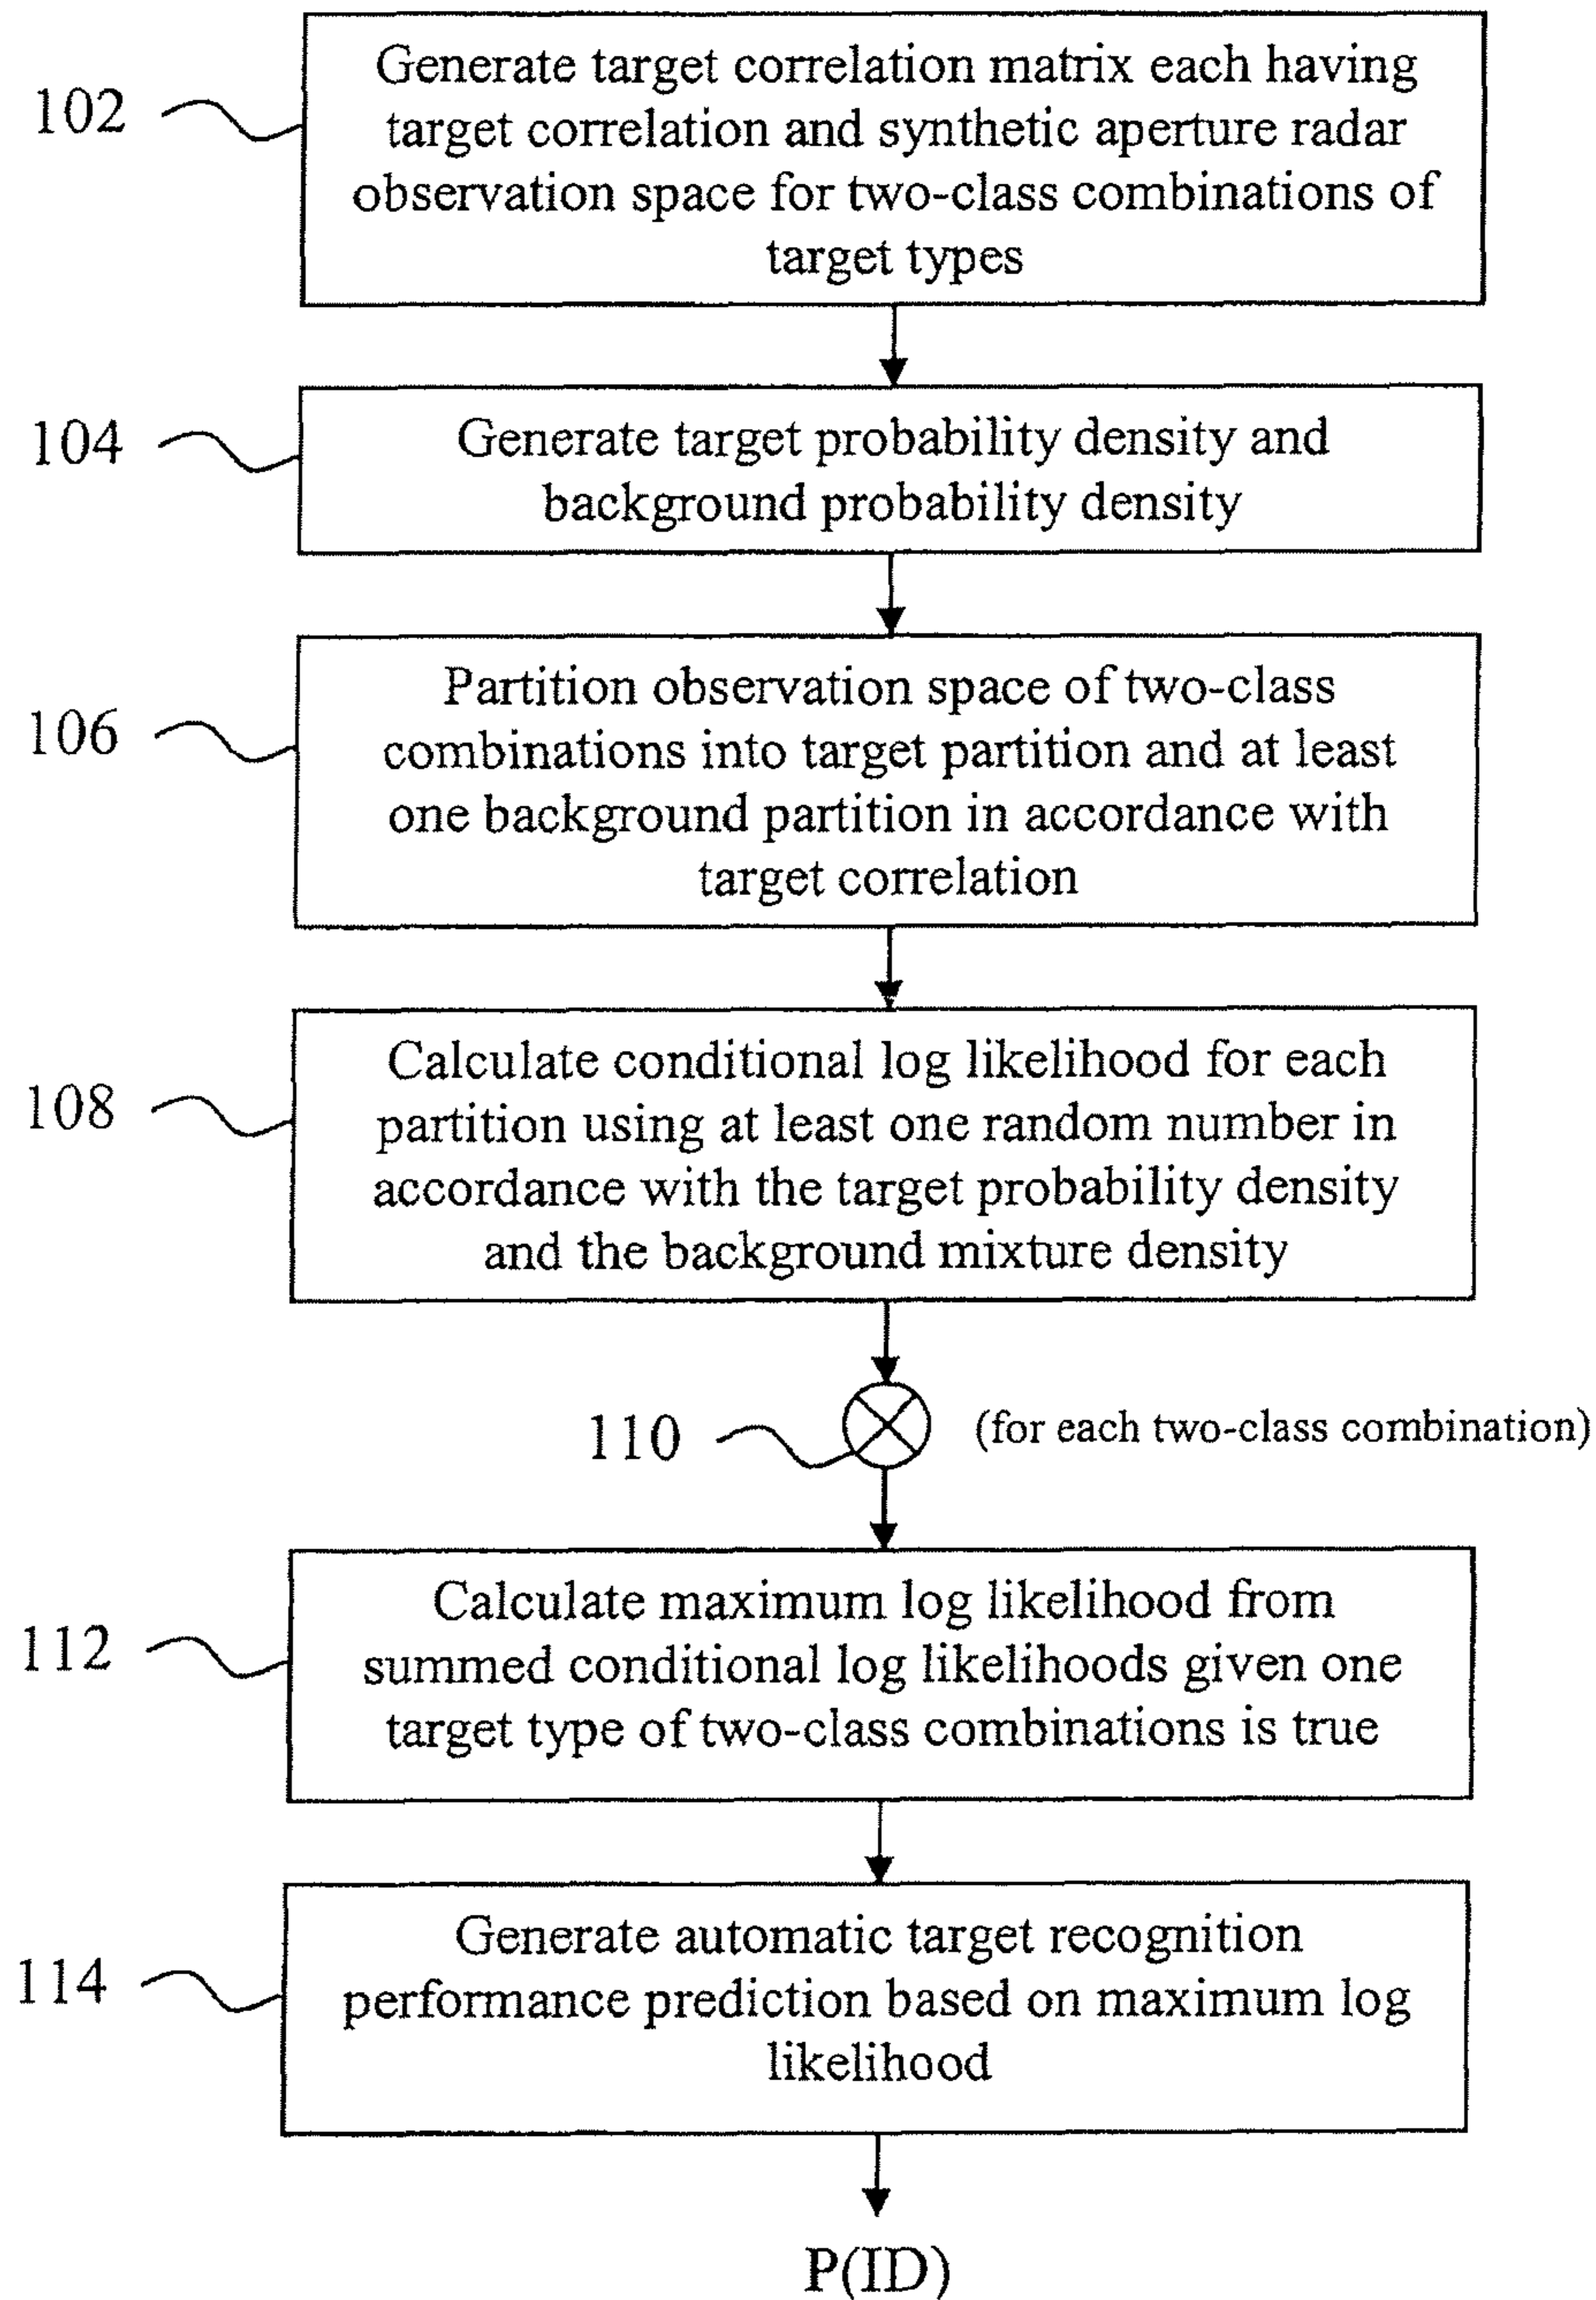 102
Generate target correlation matrix each having
target correlation and synthetic aperture radar
observation space for two-class combinations of
target types
104
Generate target probability density and
background probability density
106
Partition observation space of two-class
combinations into target partition and at least
one background partition in accordance with
target correlation
108
Calculate conditional log likelihood for each
partition using at least one random number in
accordance with the target probability density
and the background mixture density
110
(for each two-class combination)
112
Calculate maximum log likelihood from
summed conditional log likelihoods given one
target type of two-class combinations is true
114
Generate automatic target recognition
performance prediction based on maximum log
likelihood
P(ID)